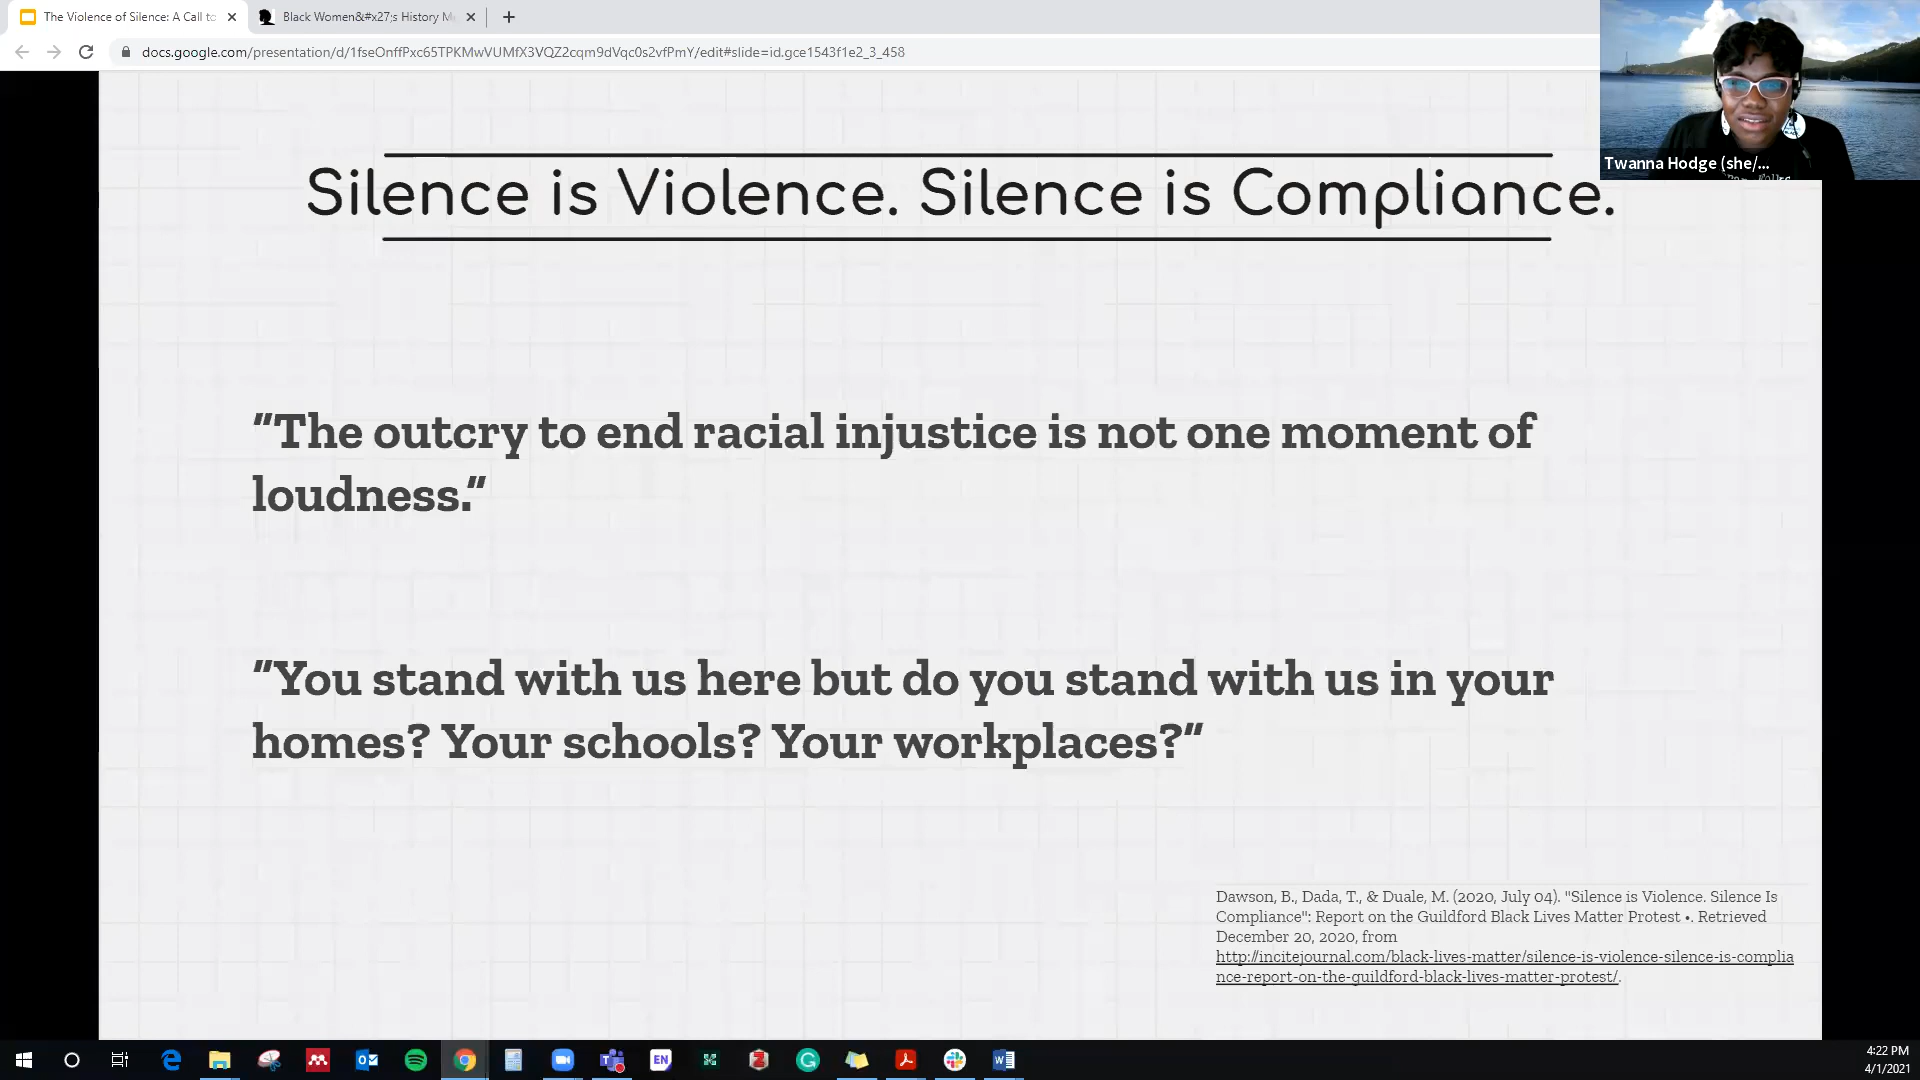 The Violence of Silence: A Call to
Black Women&#x27;s History M
docs.google.com/presentation/d/1fseOnffPxc65TPKMwVUMfX3VQZ2cqm9dVqc0s2vfPmY/edit#slide=id.gce1543f1e2_3_458
Twanna Hodge (she/...
Silence is Violence. Silence is Compliance.
"The outcry to end racial injustice is not one moment of
loudness."
"You stand with us here but do you stand with us in your
homes? Your schools? Your workplaces?"
Dawson, B., Dada, T., & Duale, M. (2020, July 04). "Silence is Violence. Silence Is
Compliance": Report on the Guildford Black Lives Matter Protest •. Retrieved
December 20, 2020, from
http://incitejournal.com/black-lives-matter/silence-is-violence-silence-is-complia
nce-report-on-the-guildford-black-lives-matter-protest/.
EN
4:22 PM
4/1/2021